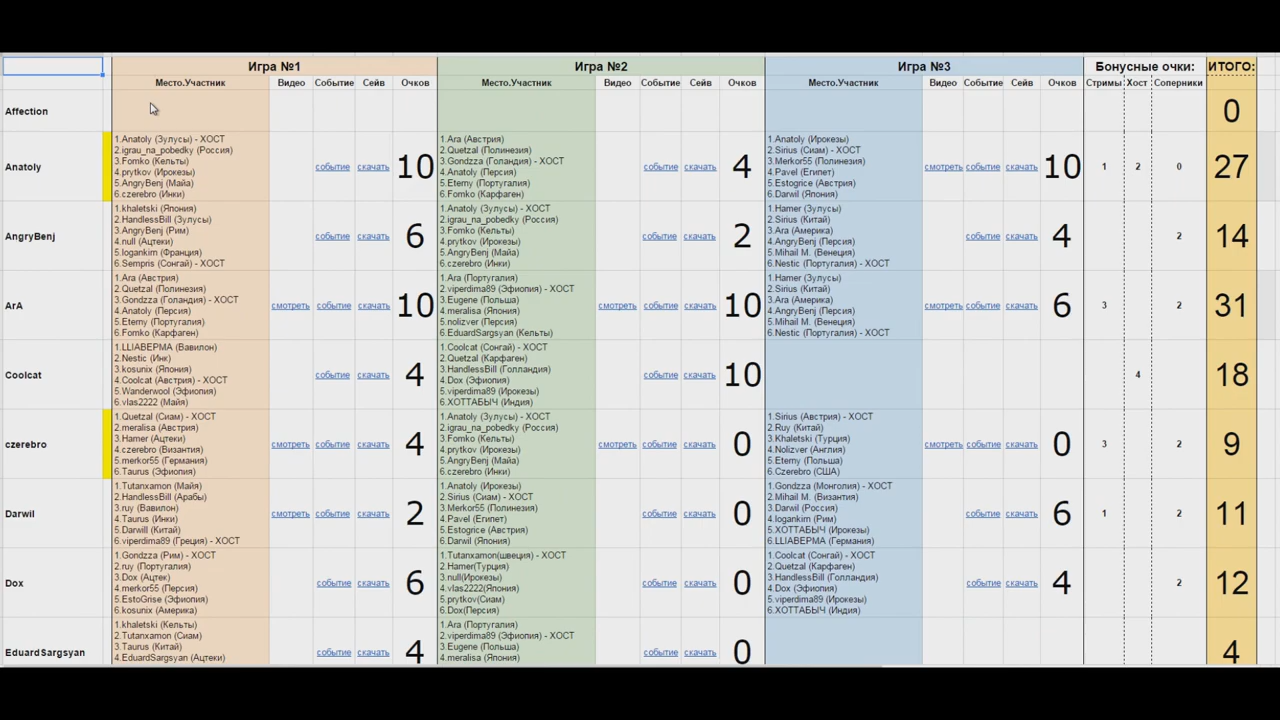 Игра №1 Игра №2 Игра №3 Бонусные очки: ИТОГО:
Место.Участник Видео Событие Сейв Очков Место.Участник Видео Событие Сейв Очков Место.Участник Видео Событие Сейв Очков Стримы Хост Соперники
Affection 0
1.Anatoly (Зулусы) - ХОСТ 1.Ara (Австрия) 1.Anatoly (Ирокезы)
2.igrau_na_pobedky (Россия) 2.Quetzal (Полинезия) 2.Sirius (Сиам) - ХОСТ
3.Fomko (Кельты) 3.Gondzza (Голандия) - ХОСТ 3.Merkor55 (Полинезия)
Anatoly событие скачать 10 событие скачать 4 смотреть событие скачать 10 1 2 0 27
4.prytkov (Ирокезы) 4.Anatoly (Персия) 4.Pavel (Египет)
5.AngryBenj (Майа) 5.Etemy (Португалия) 5.Estogrice (Австрия)
6.czerebro (Инки) 6.Fomko (Карфаген) 6.Darwil (Япония)
1.khaletski (Япония) 1.Anatoly (Зулусы) - ХОСТ 1.Hamer (Зулусы)
2.HandlessBill (Зулусы) 2.igrau_na_pobedky (Россия) 2.Sirius (Китай)
3.AngryBenj (Рим) 3.Fomko (Кельты) 3.Ara (Америка)
AngryBenj событие скачать 6 событие скачать 2 событие скачать 4 2 14
4.null (Ацтеки) 4.prytkov (Ирокезы) 4.AngryBenj (Персия)
5.logankim (Франция) 5.AngryBenj (Майа) 5.Mihail M. (Венеция)
6.Sempris (Сонгай) - ХОСТ 6.czerebro (Инки) 6.Nestic (Португалия) - ХОСТ
1.Ara (Австрия) 1.Ara (Португалия) 1.Hamer (Зулусы)
2.Quetzal (Полинезия) 2.viperdima89 (Эфиопия) - ХОСТ 2.Sirius (Китай)
3.Gondzza (Голандия) - ХОСТ 3.Eugene (Польша) 3.Ara (Америка)
ArA смотреть событие скачать 10 смотреть событие скачать 10 смотреть событие скачать 6 3 2 31
4.Anatoly (Персия) 4.meralisa (Япония) 4.AngryBenj (Персия)
5.Etemy (Португалия) 5.nolizver (Персия) 5.Mihail M. (Венеция)
6.Fomko (Карфаген) 6.EduardSargsyan (Кельты) 6.Nestic (Португалия) - ХОСТ
1.LLIABEPMA (Вавилон) 1.Coolcat (Сонгай) - ХОСТ
2.Nestic (Инк) 2.Quetzal (Карфаген)
3.kosunix (Япония) 3.HandlessBill (Голландия)
Coolcat событие скачать 4 событие скачать 10 4 18
4.Coolcat (Австрия) - ХОСТ 4.Dox (Эфиопия)
5.Wanderwool (Эфиопия) 5.viperdima89 (Ирокезы)
6.vlas2222 (Майа) 6.ХОТТАБЫЧ (Индия)
1.Quetzal (Сиам) - ХОСТ 1.Anatoly (Зулусы) - ХОСТ 1.Sirius (Австрия) - ХОСТ
2.meralisa (Австрия) 2.igrau_na_pobedky (Россия) 2.Ruy (Китай)
3.Hamer (Ацтеки) 3.Fomko (Кельты) 3.Khaletski (Турция)
czerebro смотреть событие скачать 4 смотреть событие скачать 0 смотреть событие скачать 0 3 2 9
4.czerebro (Византия) 4.prytkov (Ирокезы) 4.Nolizver (Англия)
5.merkor55 (Германия) 5.AngryBenj (Майа) 5.Etemy (Польша)
6.Taurus (Эфиопия) 6.czerebro (Инки) 6.Czerebro (США)
1.Tutanxamon (Майя) 1.Anatoly (Ирокезы) 1.Gondzza (Монголия) - ХОСТ
2.HandlessBill (Арабы) 2.Sirius (Сиам) - ХОСТ 2.Mihail M. (Византия)
3.ruy (Вавилон) 3.Merkor55 (Полинезия) 3.Darwil (Россия)
Darwil смотреть событие скачать 2 событие скачать 0 событие скачать 6 1 2 11
4.Taurus (Инки) 4.Pavel (Египет) 4.logankim (Рим)
5.Darwill (Китай) 5.Estogrice (Австрия) 5.ХОТТАБЫЧ (Ирокезы)
6.viperdima89 (Греция) - ХОСТ 6.Darwil (Япония) 6.LLIABEPMA (Германия)
1.Gondzza (Рим) - ХОСТ 1.Tutanxamon(швеция) - ХОСТ 1.Coolcat (Сонгай) - ХОСТ
2.ruy (Португалия) 2.Hamer(Турция) 2.Quetzal (Карфаген)
3.Dox (Ацтек) 3.null(Ирокезы) 3.HandlessBill (Голландия)
Dox событие скачать 6 событие скачать 0 событие скачать 4 2 12
4.merkor55 (Персия) 4.vlas2222(Япония) 4.Dox (Эфиопия)
5.EstoGrise (Эфиопия) 5.prytkov(Сиам) 5.viperdima89 (Ирокезы)
6.kosunix (Америка) 6.Dox(Персия) 6.ХОТТАБЫЧ (Индия)
1.khaletski (Кельты) 1.Ara (Португалия)
2.Tutanxamon (Сиам) 2.viperdima89 (Эфиопия) - ХОСТ
3.Taurus (Китай) 3.Eugene (Польша)
EduardSargsyan событие скачать 4 событие скачать 0 4
4.EduardSargsyan (Ацтеки) 4.meralisa (Япония)